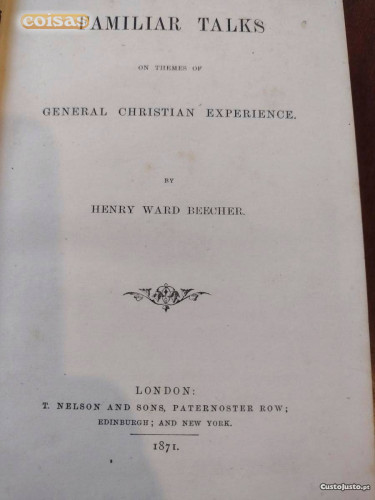 coisas
FAMILIAR TALKS
ON THEMES OF
GENERAL CHRISTIAN EXPERIENCE.
BY
HENRY WARD BEECHER.
LONDON:
T. NELSON AND SONS, PATERNOSTER ROW;
EDINBURGH; AND NEW YORK.
1871.
CustoJusto.pt